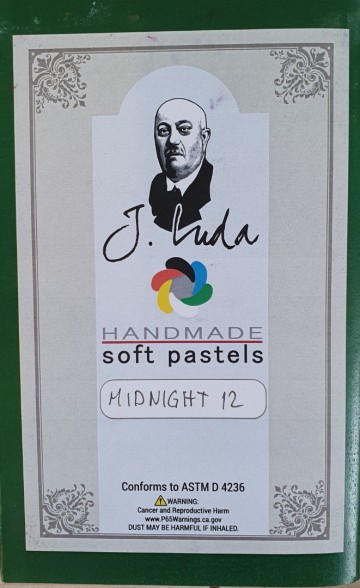 J. Luda
HANDMADE
soft pastels
MIDNIGHT 12
Conforms to ASTM D 4236
WARNING:
Cancer and Reproductive Harm
www.P65Warnings.ca.gov
DUST MAY BE HARMFUL IF INHALED.